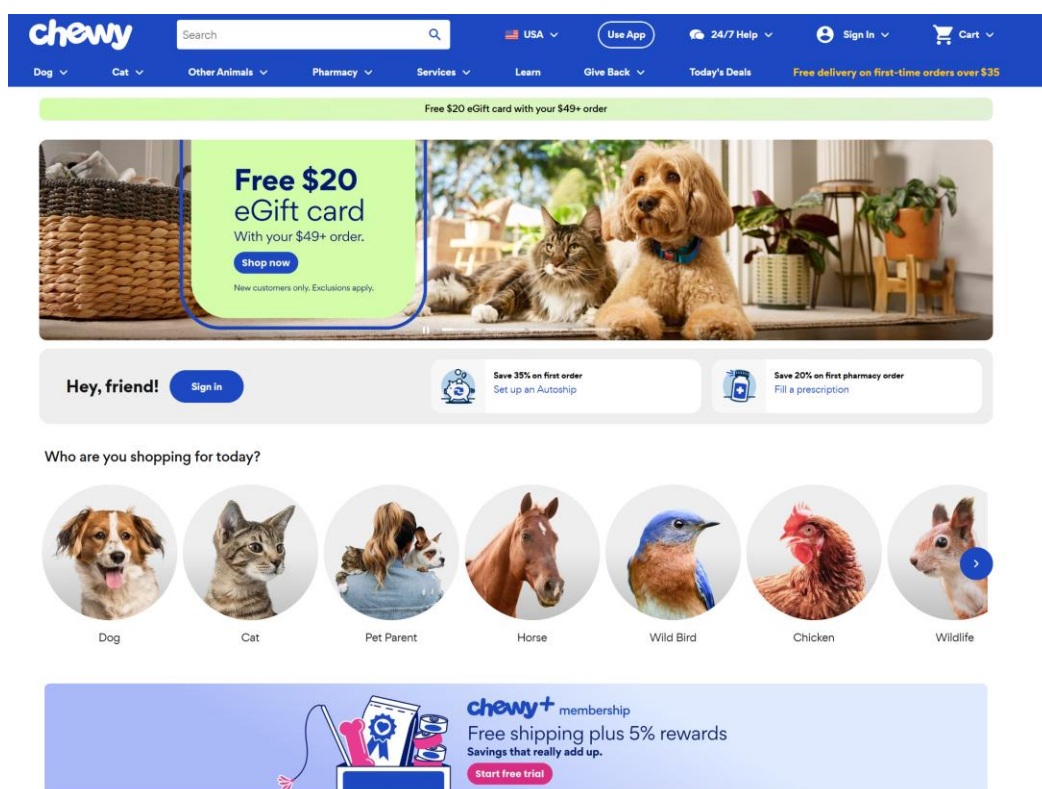 chewy
Search
USA
Use App
24/7 Help
Sign In
Cart
Dog
Cat
Other Animals
Pharmacy
Services
Learn
Give Back
Today's Deals
Free delivery on first-time orders over $35
Free $20 eGift card with your $49+ order
Free $20
eGift card
With your $49+ order.
Shop now
New customers only. Exclusions apply.
Hey, friend!
Sign in
Save 35% on first order
Set up an Autoship
Save 20% on first pharmacy order
Fill a prescription
Who are you shopping for today?
Dog
Cat
Pet Parent
Horse
Wild Bird
Chicken
Wildlife
chewy+ membership
Free shipping plus 5% rewards
Savings that really add up.
Start free trial